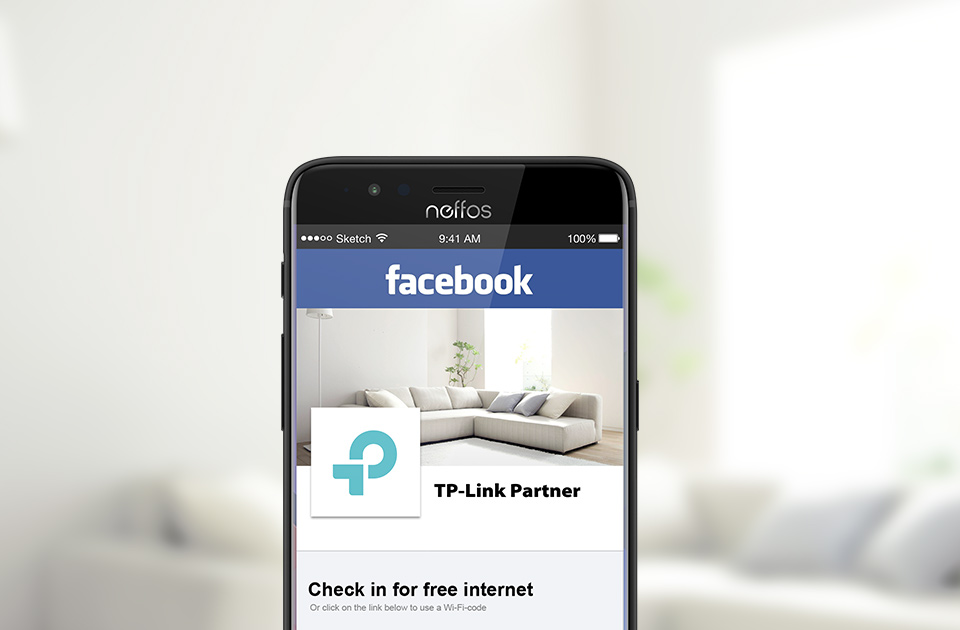 neffos
Sketch 9:41 AM 100%
facebook
TP-Link Partner
Check in for free internet
Or click on the link below to use a Wi-Fi-code